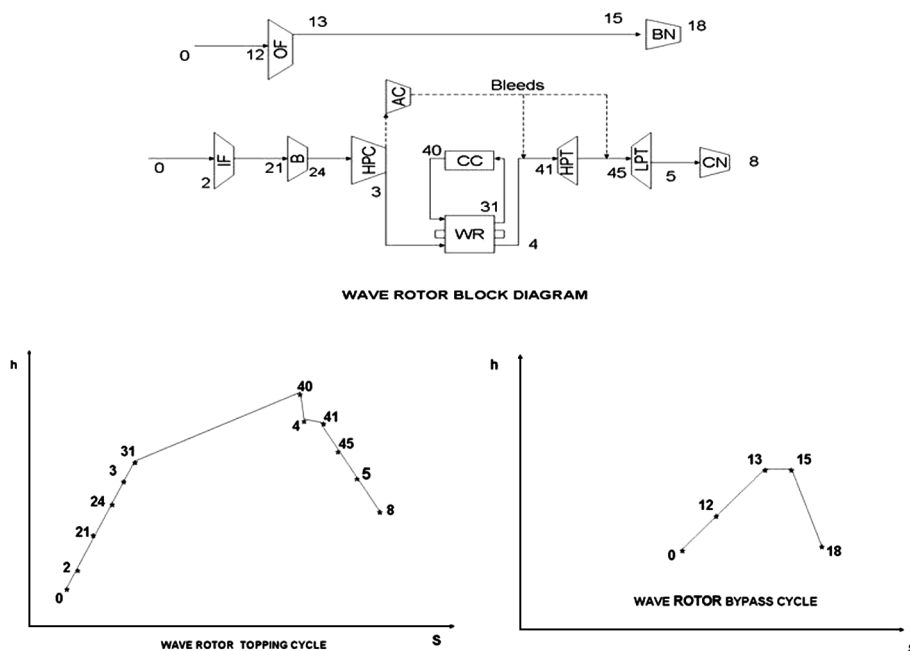 0
12
OF
13
15
BN
18
0
2
IF
21
B
24
HPC
3
AC
Bleeds
40
CC
31
WR
4
41
HPT
45
LPT
5
CN
8
WAVE ROTOR BLOCK DIAGRAM
h
0
2
21
24
3
31
40
4
41
45
5
8
S
WAVE ROTOR TOPPING CYCLE
h
0
12
13
15
18
WAVE ROTOR BYPASS CYCLE